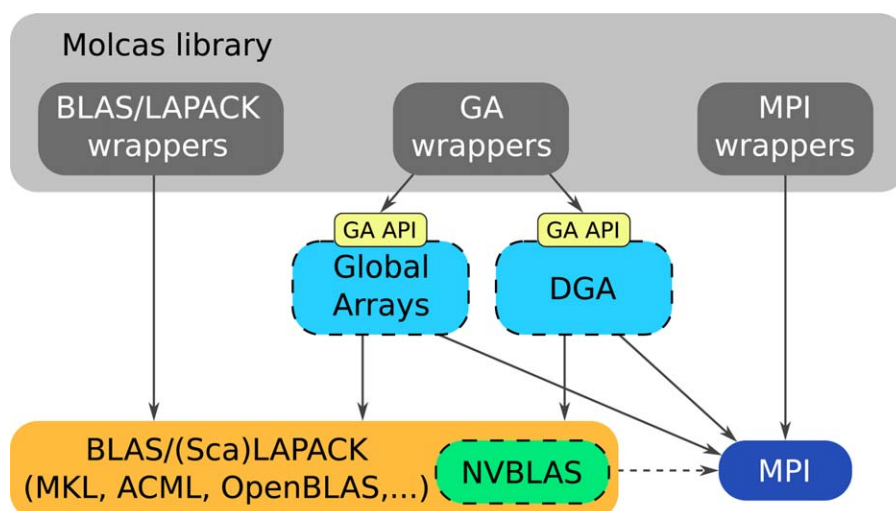 Molcas library
BLAS/LAPACK
wrappers
GA
wrappers
MPI
wrappers
GA API
Global
Arrays
GA API
DGA
BLAS/(Sca)LAPACK
(MKL, ACML, OpenBLAS,...)
NVBLAS
MPI